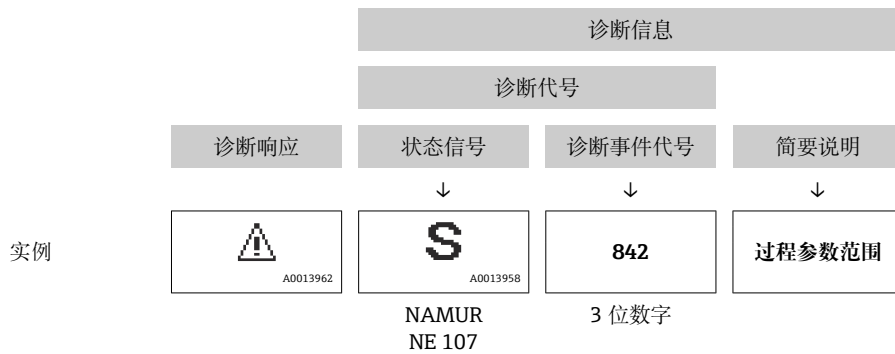 诊断信息
诊断代号
诊断响应 状态信号 诊断事件代号 简要说明
↓ ↓ ↓
实例 S 842 过程参数范围
A0013962 A0013958
NAMUR 3 位数字
NE 107